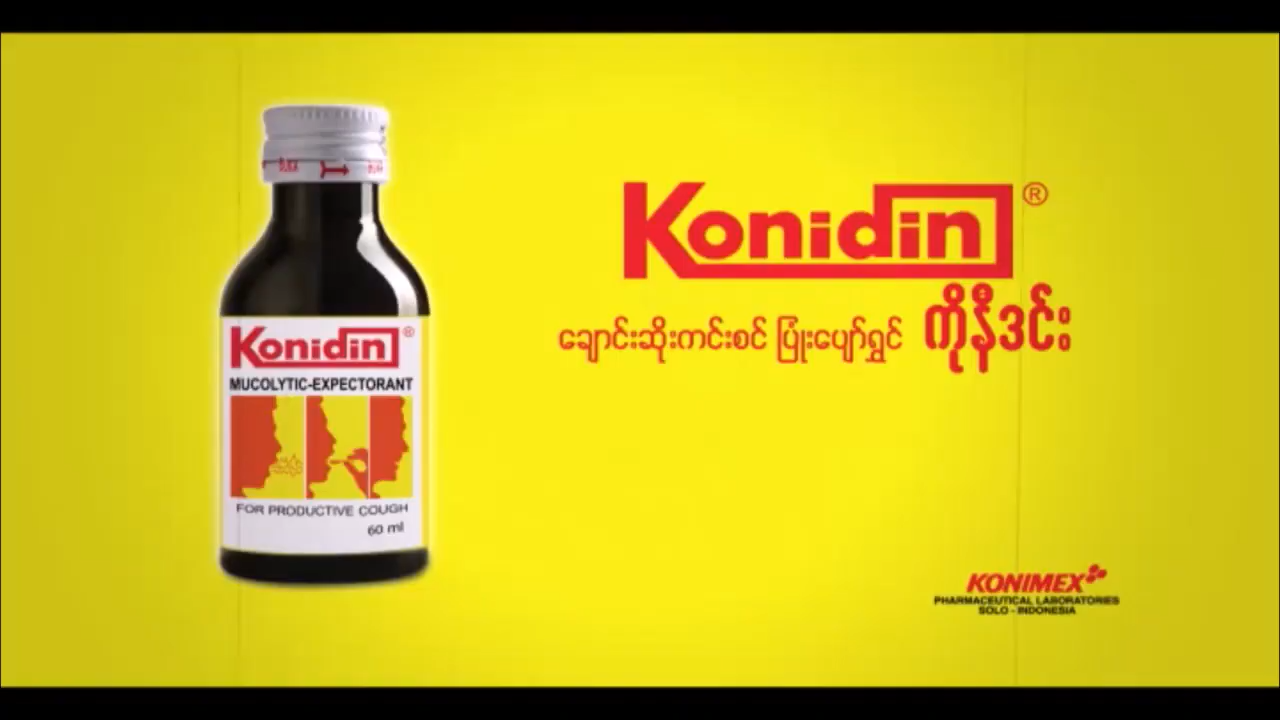 Konidin®
ချောင်းဆိုးကင်းစင် ပြုံးပျော်ရွှင် ကိုနီဒင်း
BUKA
Konidin®
MUCOLYTIC-EXPECTORANT
FOR PRODUCTIVE COUGH
60 ml
KONIMEX
PHARMACEUTICAL LABORATORIES
SOLO - INDONESIA